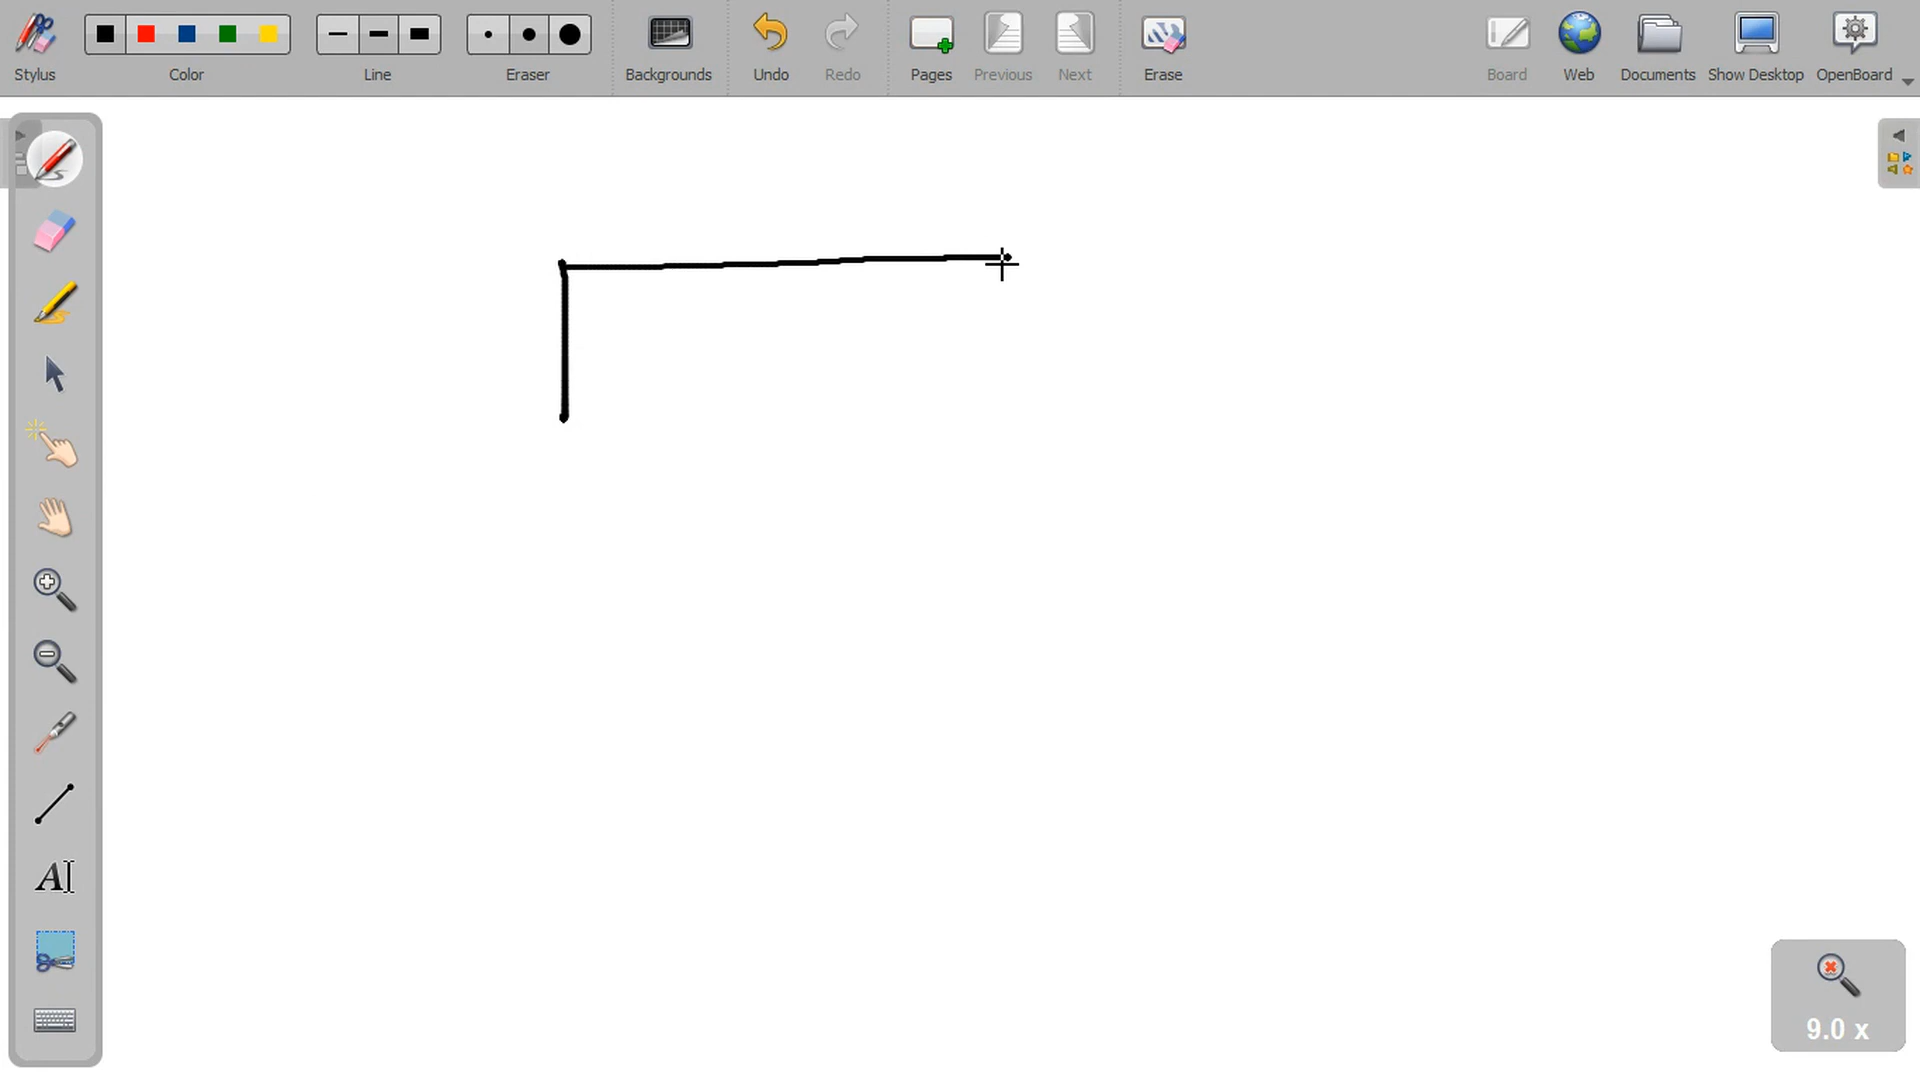 Stylus Color Line Eraser Backgrounds Undo Redo Pages Previous Next Erase Board Web Documents Show Desktop OpenBoard
AI
9.0 x